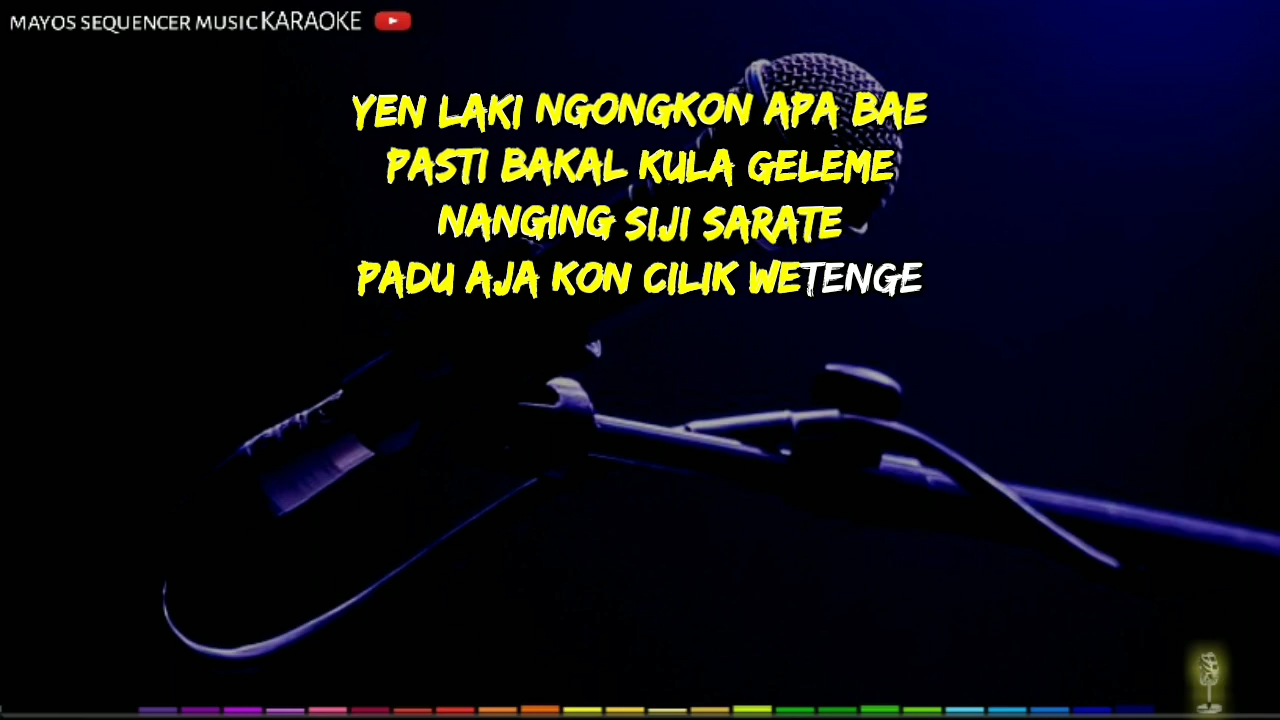 MAYOS SEQUENCER MUSIC KARAOKE
YEN LAKI NGONGKON APA BAE
PASTI BAKAL KULA GELEME
NANGING SIJI SARATE
PADU AJA KON CILIK WETENGE